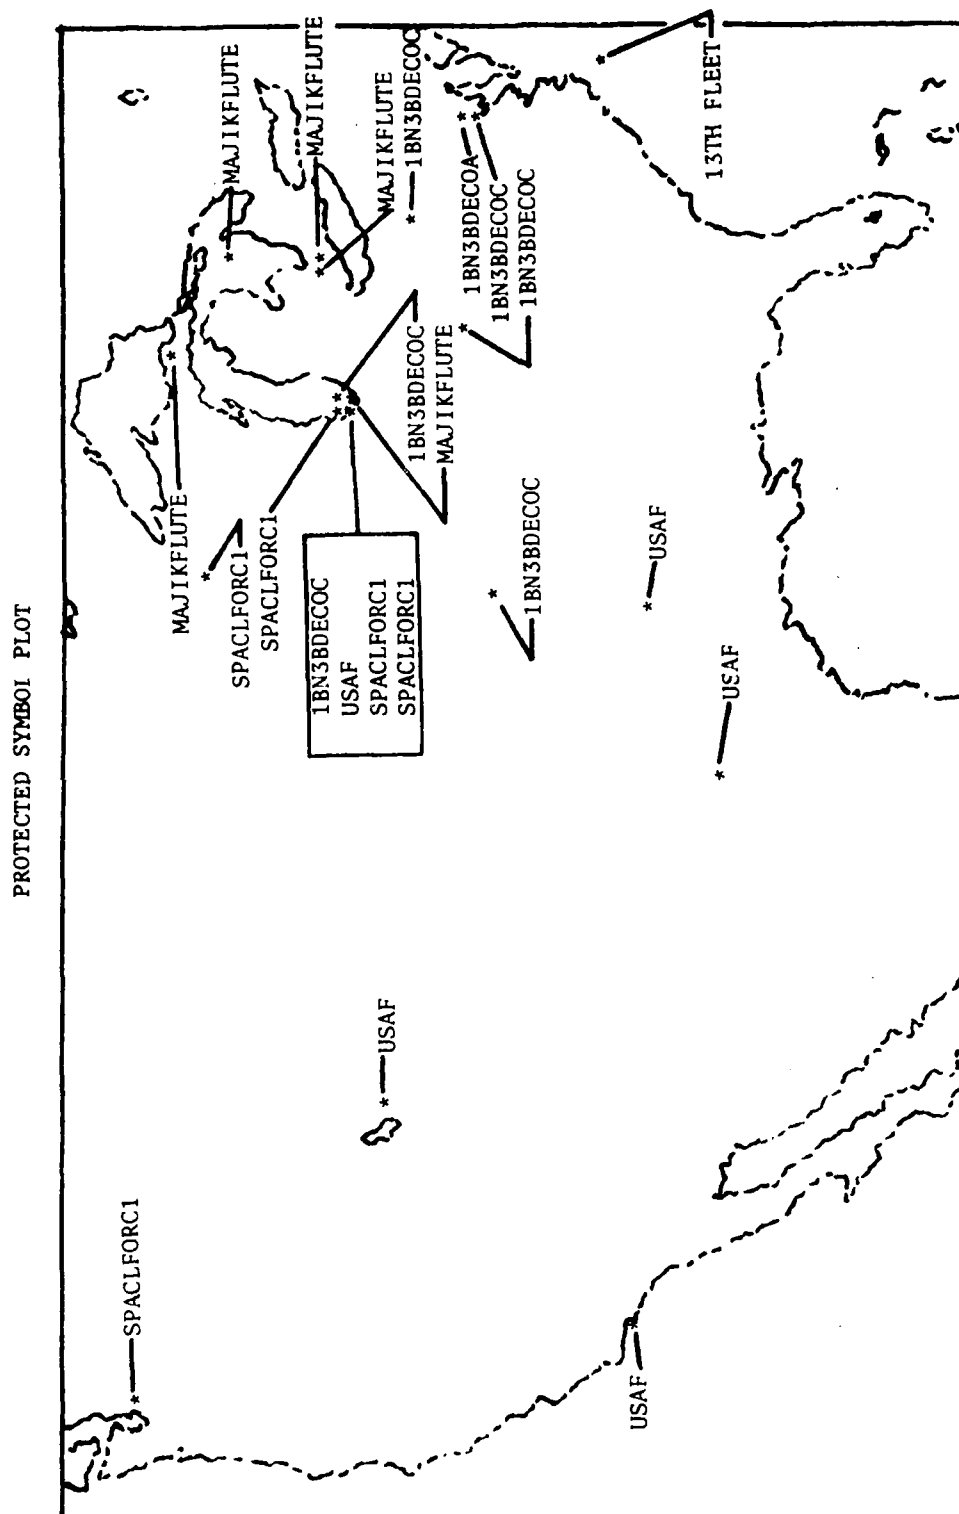 PROTECTED SYMBOI PLOT
SPACLFORC1
MAJIKFLUTE
MAJIKFLUTE
SPACLFORC1
SPACLFORC1
MAJIKFLUTE
1BN3BDECOC
USAF
SPACLFORC1
SPACLFORC1
USAF
MAJIKFLUTE
1BN3BDECOC
1BN3BDECOC
MAJIKFLUTE
1BN3BDECOA
1BN3BDECOC
1BN3BDECOC
1BN3BDECOC
USAF
USAF
13TH FLEET
USAF